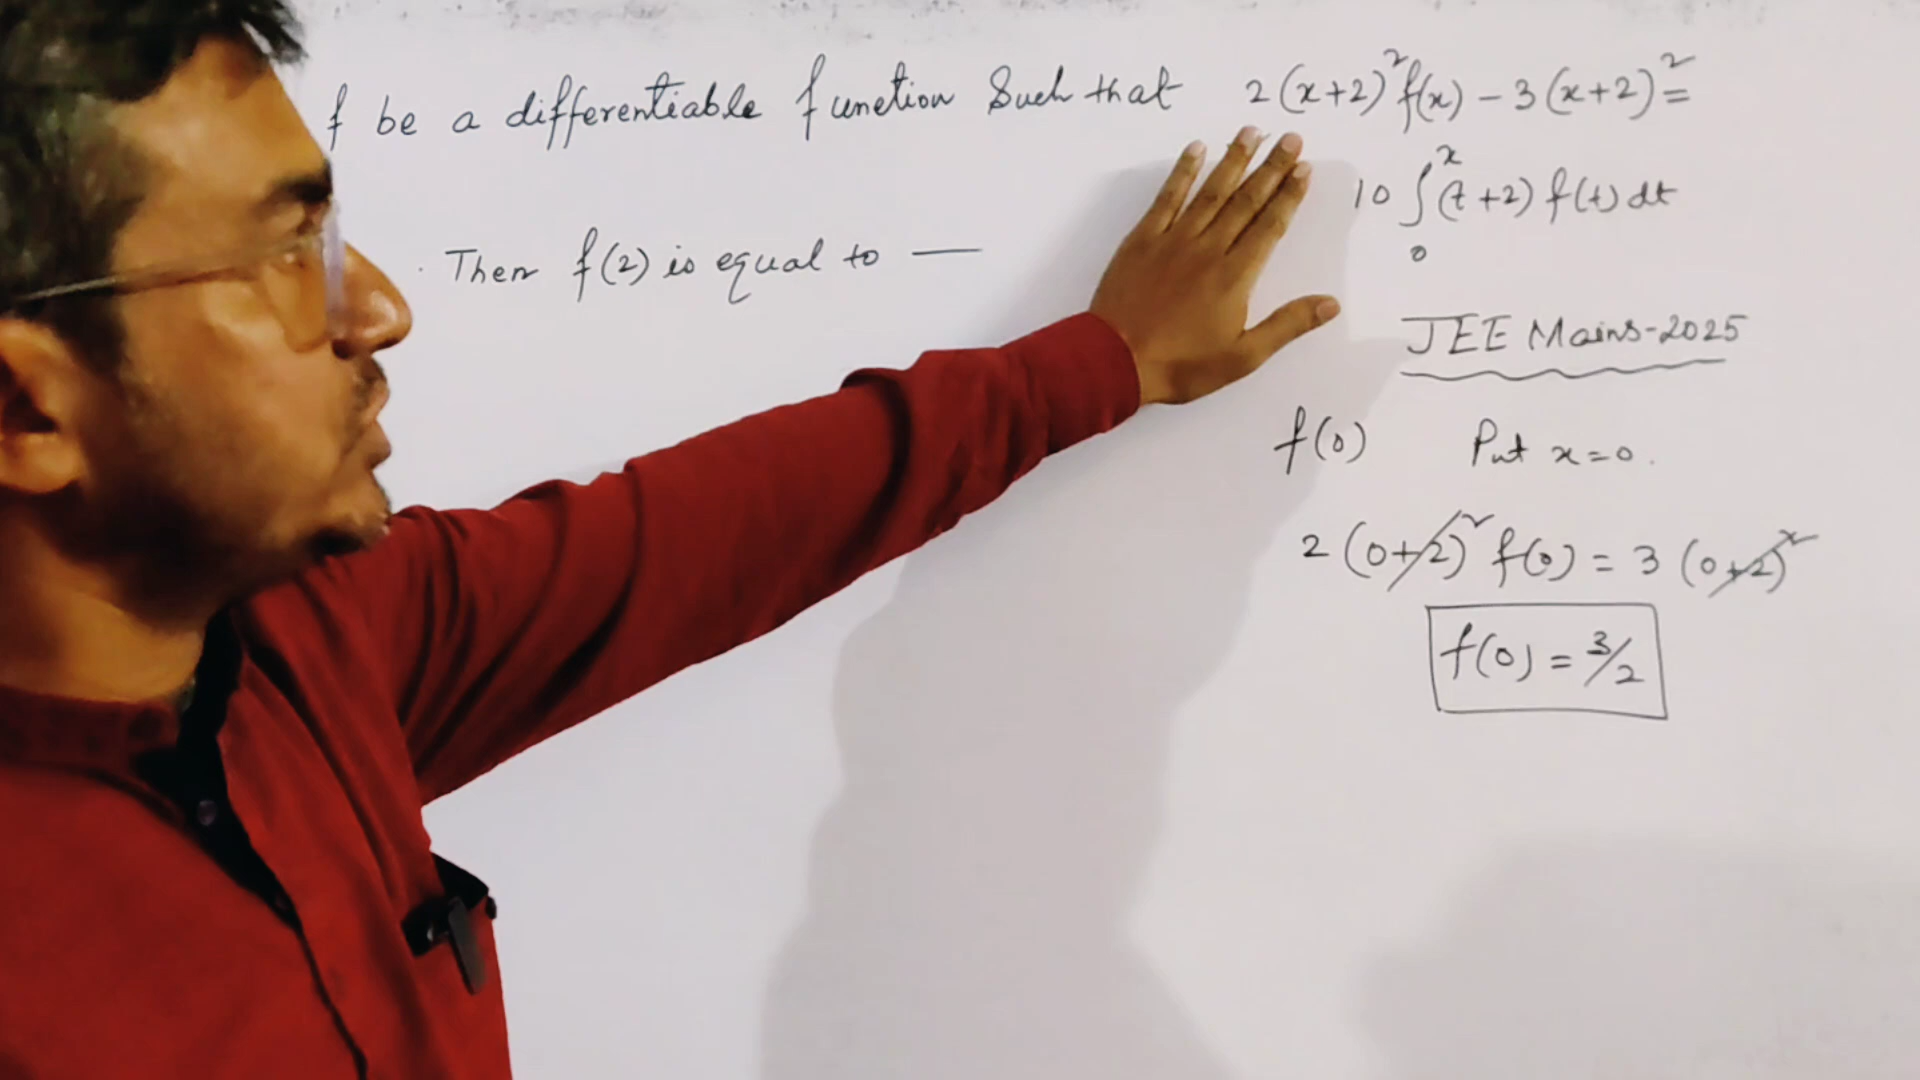 f be a differentiable function Such that 2(x+2)²f(x) - 3(x+2)² =
10 ∫₀ˣ (t+2) f(t) dt
Then f(2) is equal to —
JEE Mains-2025
f(0) Put x=0.
2(0+2)² f(0) = 3(0+2)²
f(0) = 3/2